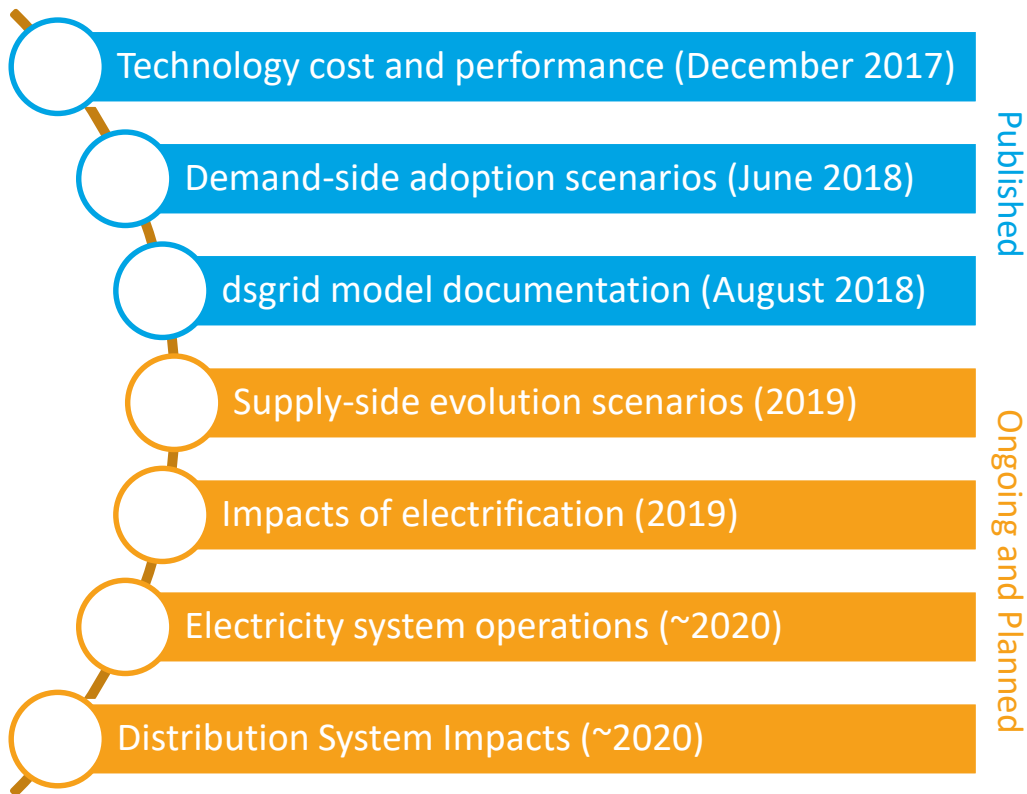 Technology cost and performance (December 2017)
Demand-side adoption scenarios (June 2018)
dsgrid model documentation (August 2018)
Published
Supply-side evolution scenarios (2019)
Impacts of electrification (2019)
Electricity system operations (~2020)
Distribution System Impacts (~2020)
Ongoing and Planned